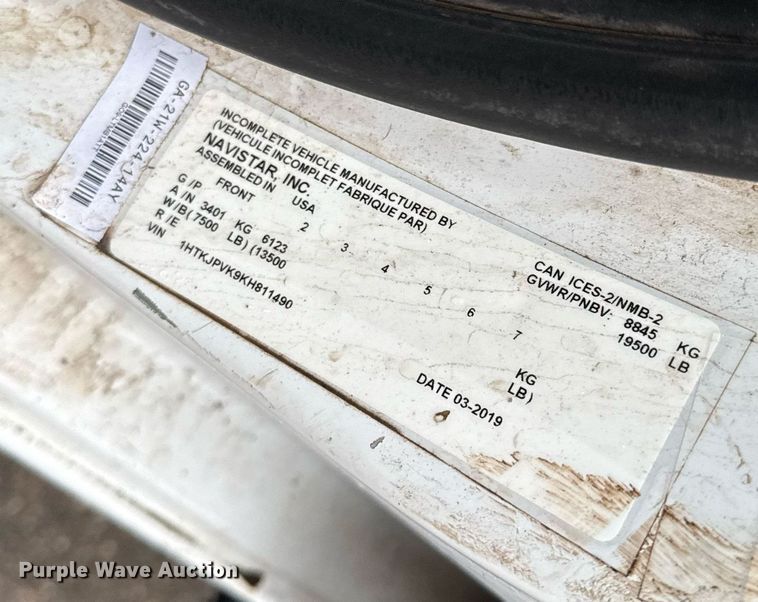 GA-21W-224-14AY
INCOMPLETE VEHICLE MANUFACTURED BY
(VEHICULE INCOMPLET FABRIQUE PAR)
NAVISTAR, INC.
ASSEMBLED IN USA
CAN ICES-2/NMB-2
GVWR/PNBV: 8845 KG
19500 LB
G /P FRONT 2 3 4 5 6 7
A / N 3401 KG 6123 KG
W/B( 7500 LB) (13500 LB)
R / E
VIN 1HTKJPVK9KH811490
DATE 03-2019
Purple Wave Auction